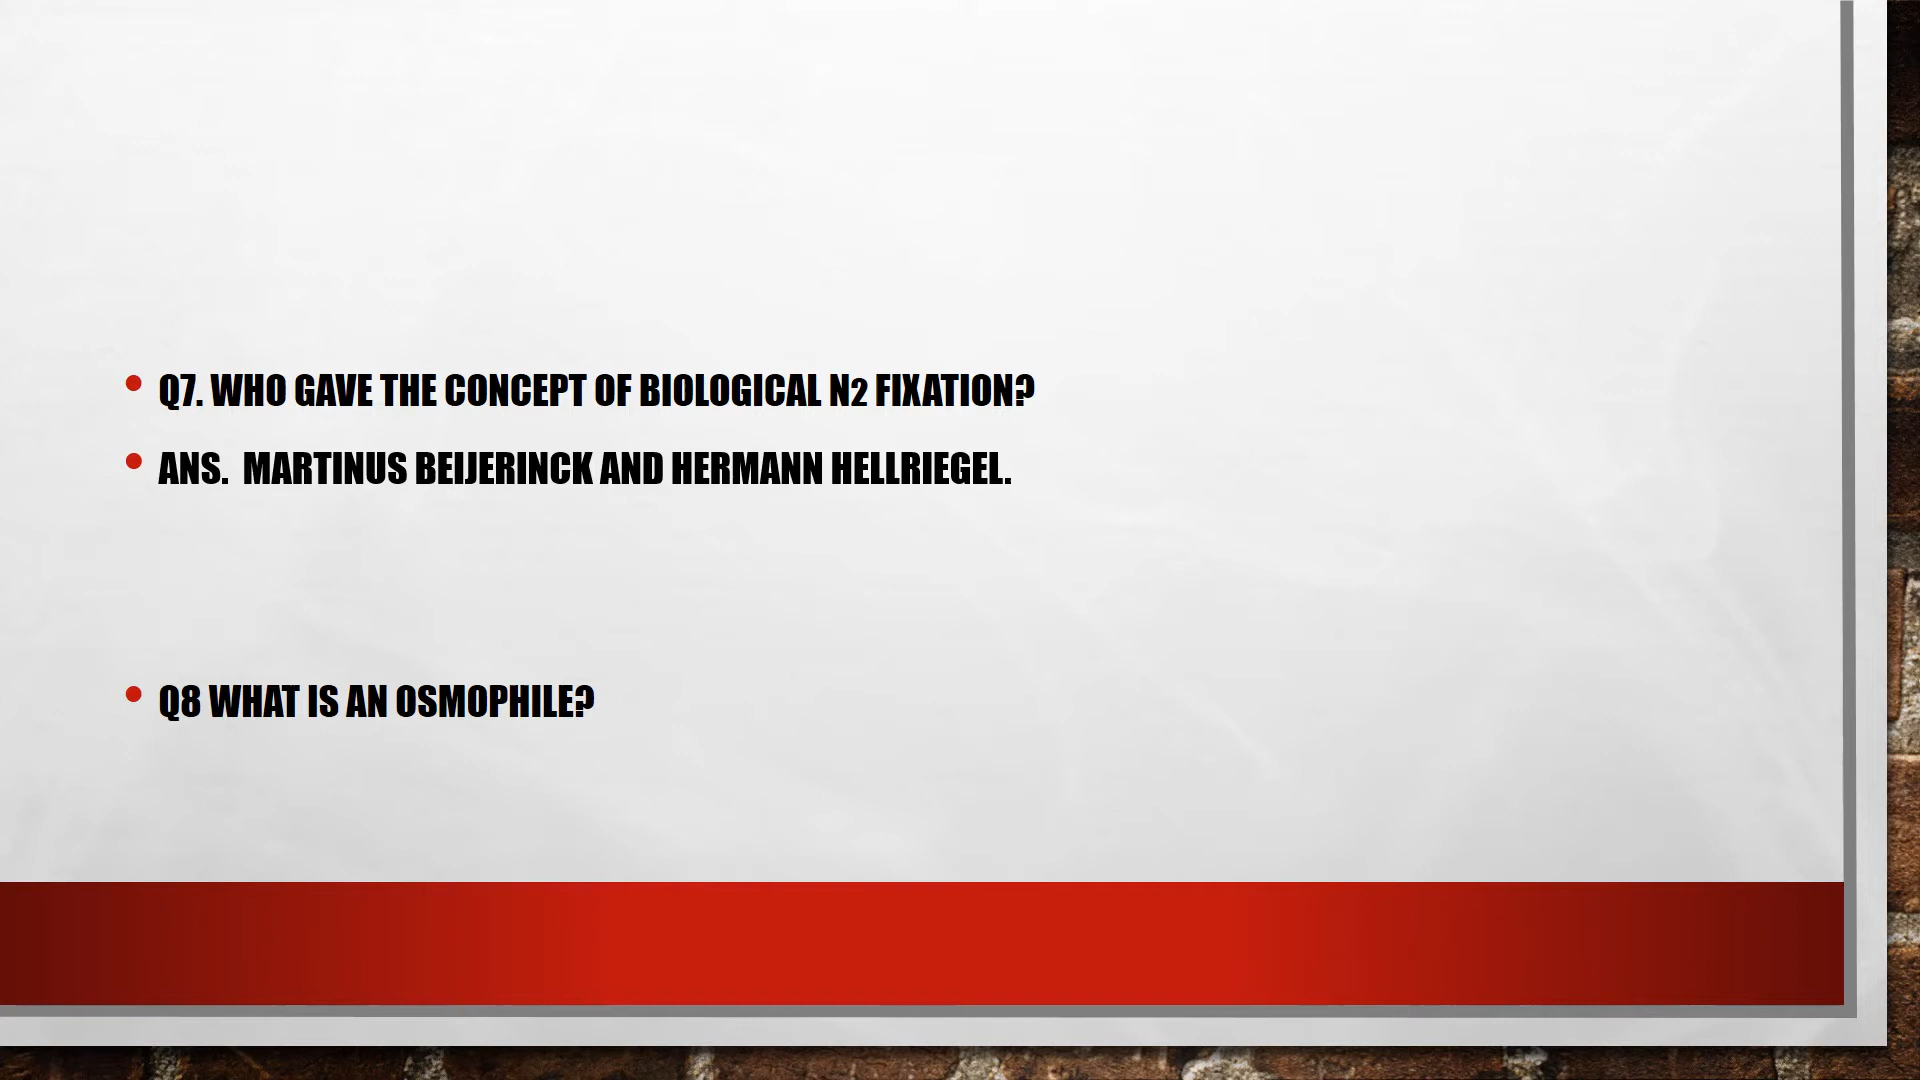 • Q7. WHO GAVE THE CONCEPT OF BIOLOGICAL N2 FIXATION?
• ANS.  MARTINUS BEIJERINCK AND HERMANN HELLRIEGEL.
• Q8 WHAT IS AN OSMOPHILE?